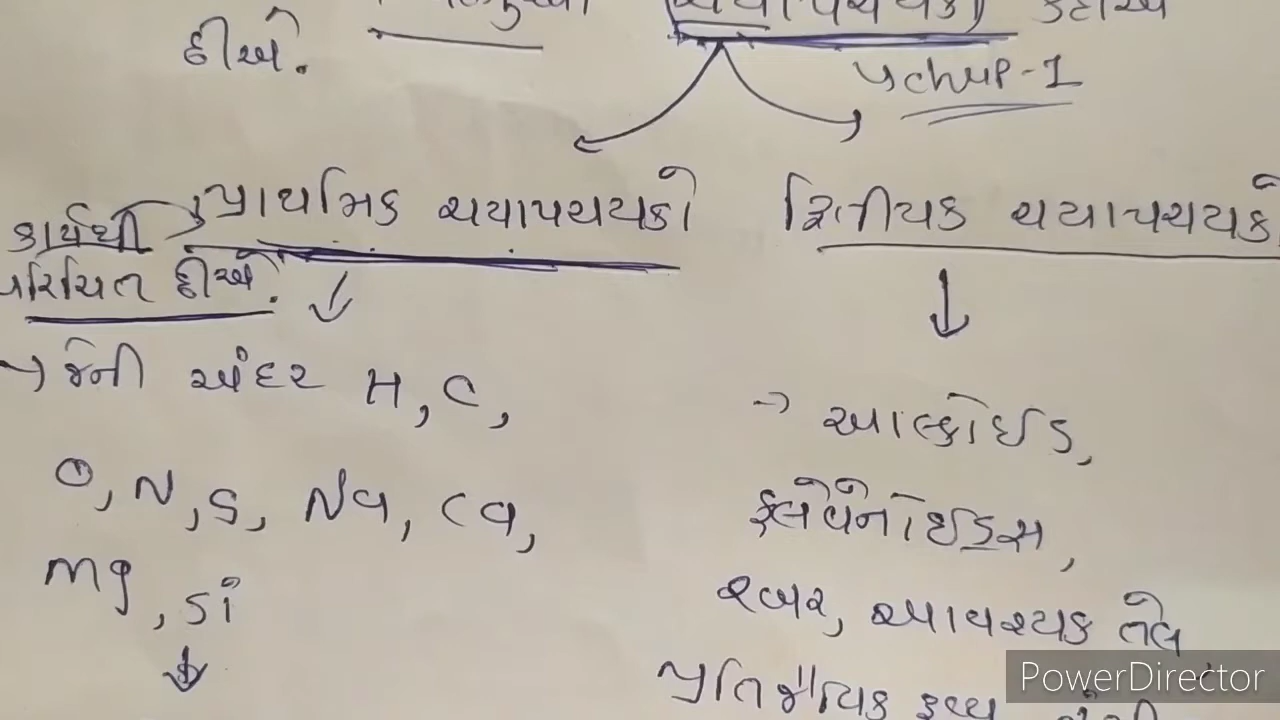 ચયાપચયકો
છીએ.
પ્રાથમિક ચયાપચયકો
દ્વિતીયક ચયાપચયકો
કાર્યથી
પરિચિત છીએ.
→ જેની અંદર H, C,
O, N, S, Na, Ca,
Mg, Si
→ આલ્કોઈડ,
ફ્લેવેનોઈડ્સ,
રબર, આવશ્યક તેલ,
પ્રતિજૈવિક દ્રવ્ય
PowerDirector